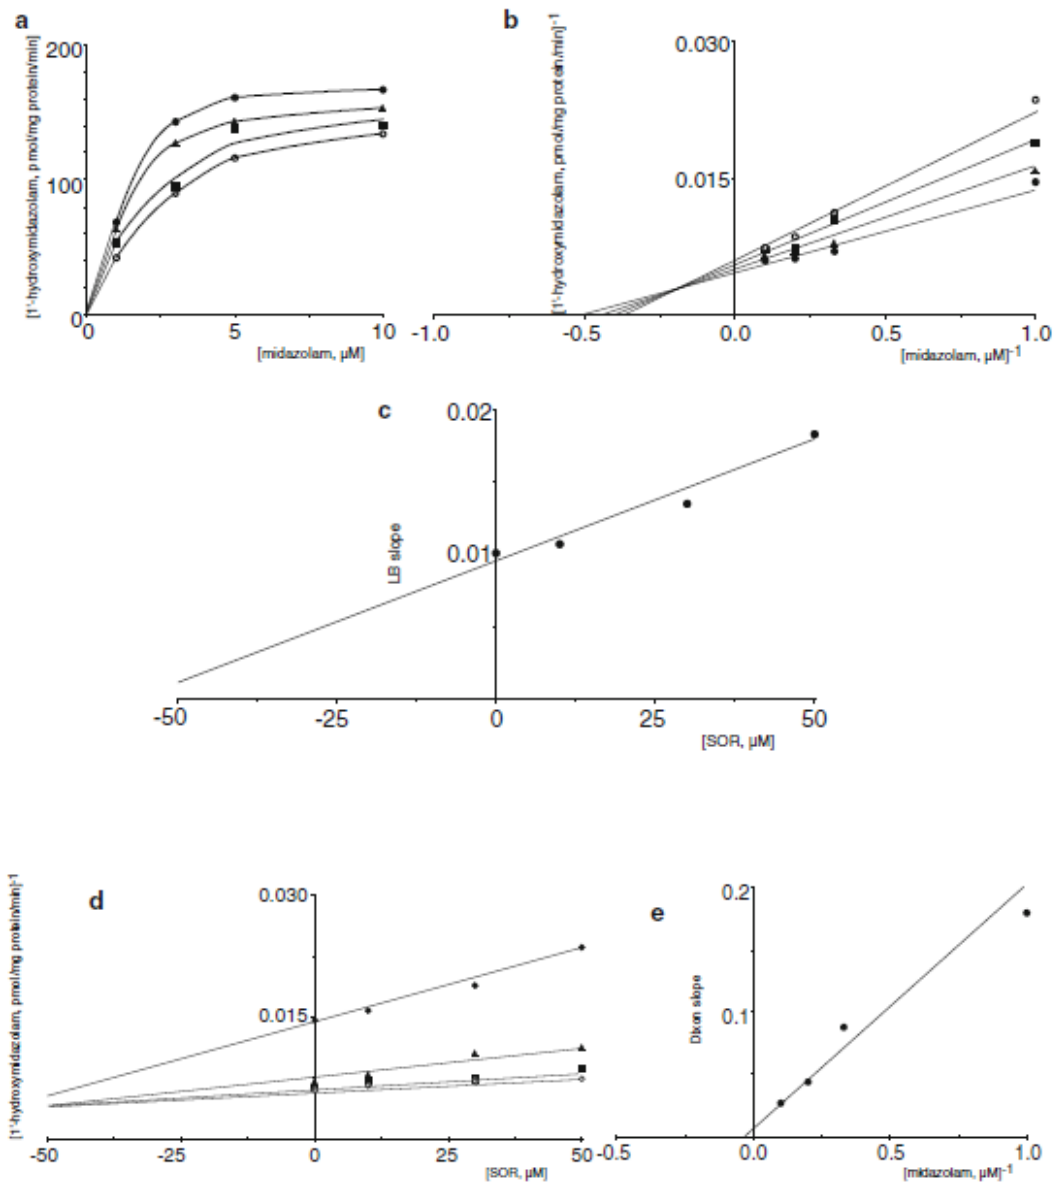 a
[1'-hydroxymidazolam, pmol/mg protein/min]
200
100
0
0 5 10
[midazolam, µM]
b
[1'-hydroxymidazolam, pmol/mg protein/min]-1
0.030
0.015
-1.0 -0.5 0.0 0.5 1.0
[midazolam, µM]-1
c
LB slope
0.02
0.01
-50 -25 0 25 50
[SOR, µM]
d
[1'-hydroxymidazolam, pmol/mg protein/min]-1
0.030
0.015
-50 -25 0 25 50
[SOR, µM]
e
Dixon slope
0.2
0.1
-0.5 0.0 0.5 1.0
[midazolam, µM]-1